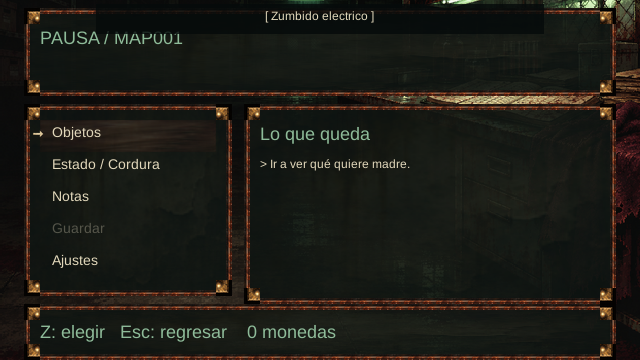 [ Zumbido electrico ]
PAUSA / MAP001
Objetos
Estado / Cordura
Notas
Guardar
Ajustes
Lo que queda
> Ir a ver qué quiere madre.
Z: elegir Esc: regresar 0 monedas